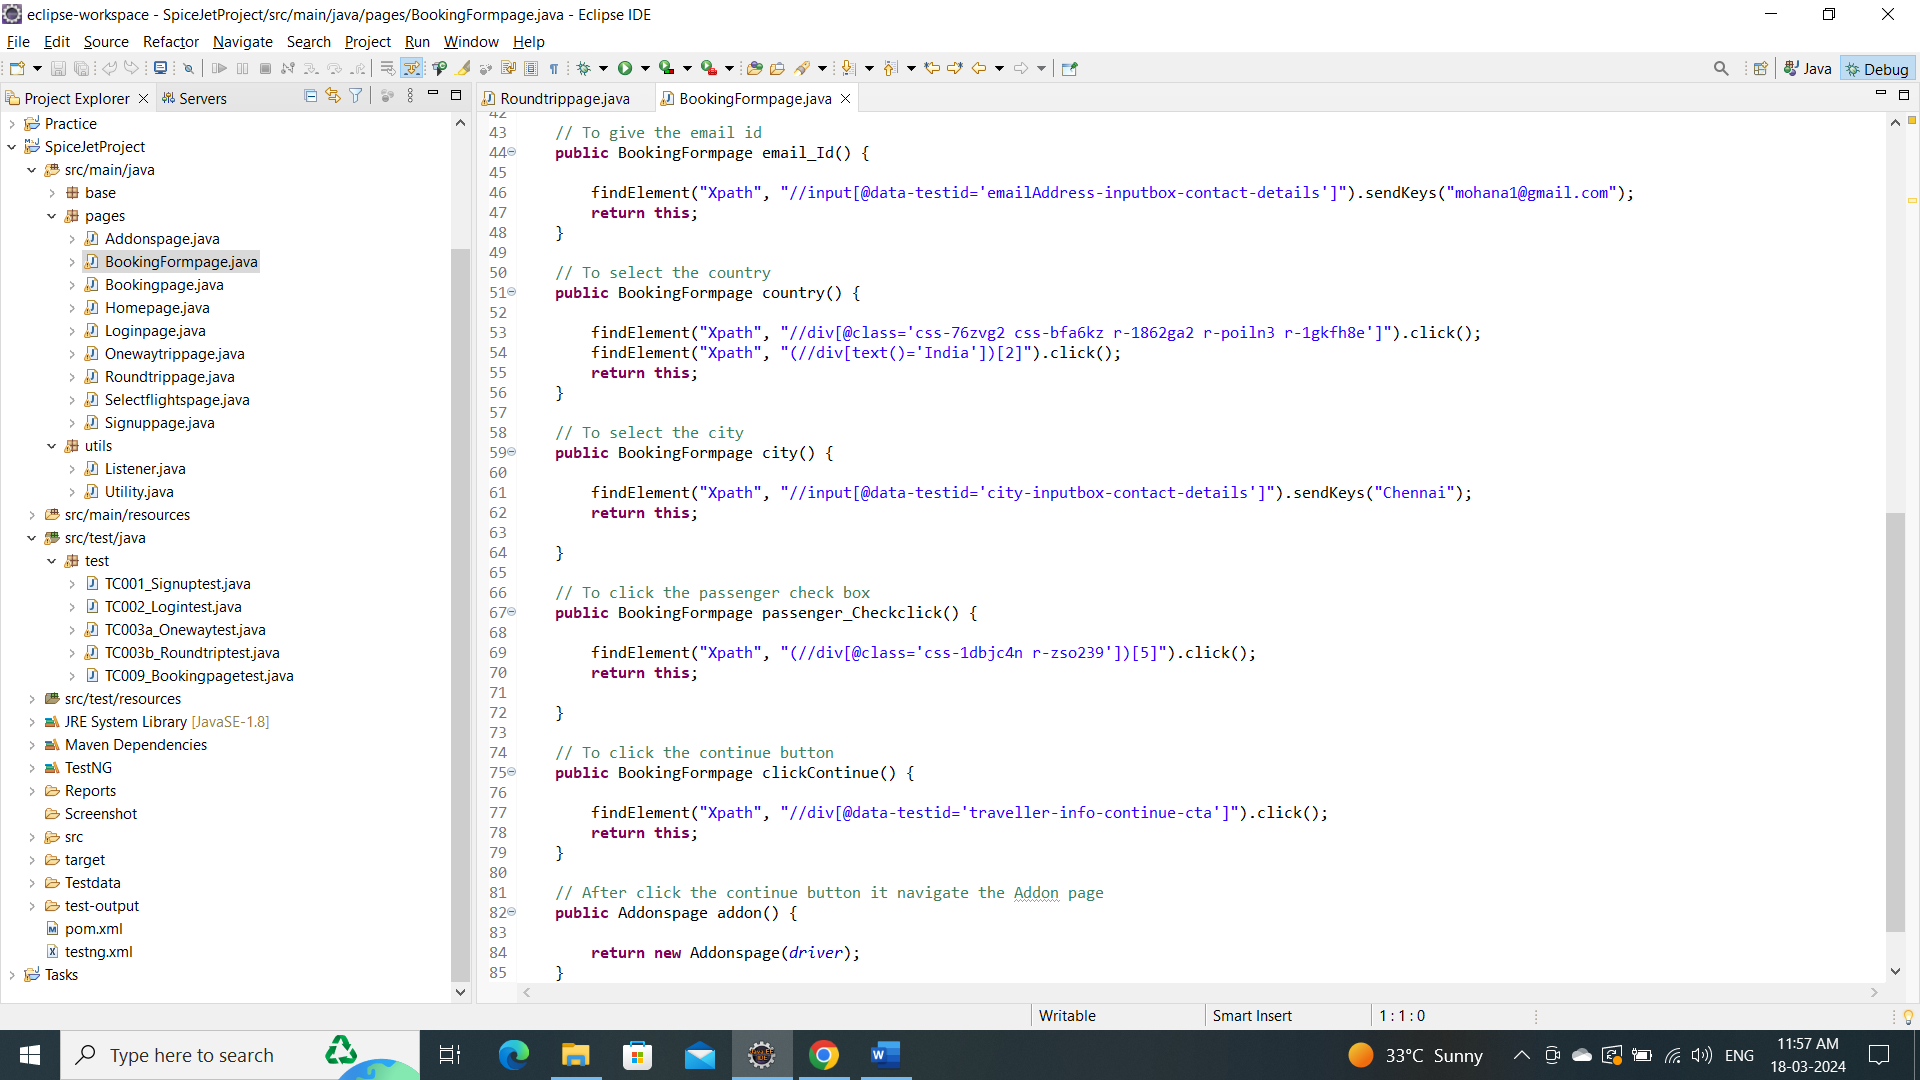 eclipse-workspace - SpiceJetProject/src/main/java/pages/BookingFormpage.java - Eclipse IDE
File Edit Source Refactor Navigate Search Project Run Window Help
Java Debug
Project Explorer Servers
Practice
SpiceJetProject
src/main/java
base
pages
Addonspage.java
BookingFormpage.java
Bookingpage.java
Homepage.java
Loginpage.java
Onewaytrippage.java
Roundtrippage.java
Selectflightspage.java
Signuppage.java
utils
Listener.java
Utility.java
src/main/resources
src/test/java
test
TC001_Signuptest.java
TC002_Logintest.java
TC003a_Onewaytest.java
TC003b_Roundtriptest.java
TC009_Bookingpagetest.java
src/test/resources
JRE System Library [JavaSE-1.8]
Maven Dependencies
TestNG
Reports
Screenshot
src
target
Testdata
test-output
pom.xml
testng.xml
Tasks
Roundtrippage.java BookingFormpage.java
42
43 // To give the email id
44 public BookingFormpage email_Id() {
45
46 findElement("Xpath", "//input[@data-testid='emailAddress-inputbox-contact-details']").sendKeys("mohana1@gmail.com");
47 return this;
48 }
49
50 // To select the country
51 public BookingFormpage country() {
52
53 findElement("Xpath", "//div[@class='css-76zvg2 css-bfa6kz r-1862ga2 r-poiln3 r-1gkfh8e']").click();
54 findElement("Xpath", "(//div[text()='India'])[2]").click();
55 return this;
56 }
57
58 // To select the city
59 public BookingFormpage city() {
60
61 findElement("Xpath", "//input[@data-testid='city-inputbox-contact-details']").sendKeys("Chennai");
62 return this;
63
64 }
65
66 // To click the passenger check box
67 public BookingFormpage passenger_Checkclick() {
68
69 findElement("Xpath", "(//div[@class='css-1dbjc4n r-zso239'])[5]").click();
70 return this;
71
72 }
73
74 // To click the continue button
75 public BookingFormpage clickContinue() {
76
77 findElement("Xpath", "//div[@data-testid='traveller-info-continue-cta']").click();
78 return this;
79 }
80
81 // After click the continue button it navigate the Addon page
82 public Addonspage addon() {
83
84 return new Addonspage(driver);
85 }
Writable Smart Insert 1 : 1 : 0
Type here to search
33°C Sunny
ENG
11:57 AM
18-03-2024